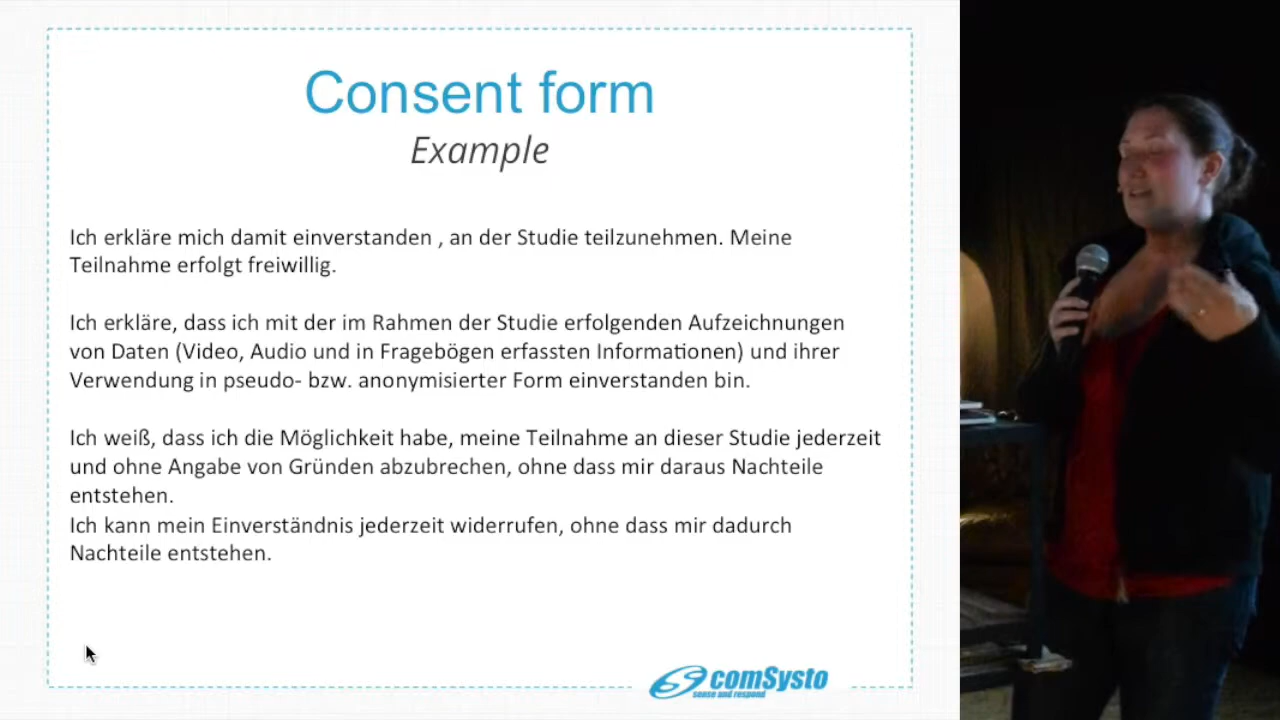 Consent form
Example
Ich erkläre mich damit einverstanden , an der Studie teilzunehmen. Meine
Teilnahme erfolgt freiwillig.
Ich erkläre, dass ich mit der im Rahmen der Studie erfolgenden Aufzeichnungen
von Daten (Video, Audio und in Fragebögen erfassten Informationen) und ihrer
Verwendung in pseudo- bzw. anonymisierter Form einverstanden bin.
Ich weiß, dass ich die Möglichkeit habe, meine Teilnahme an dieser Studie jederzeit
und ohne Angabe von Gründen abzubrechen, ohne dass mir daraus Nachteile
entstehen.
Ich kann mein Einverständnis jederzeit widerrufen, ohne dass mir dadurch
Nachteile entstehen.
comSysto
sense and respond